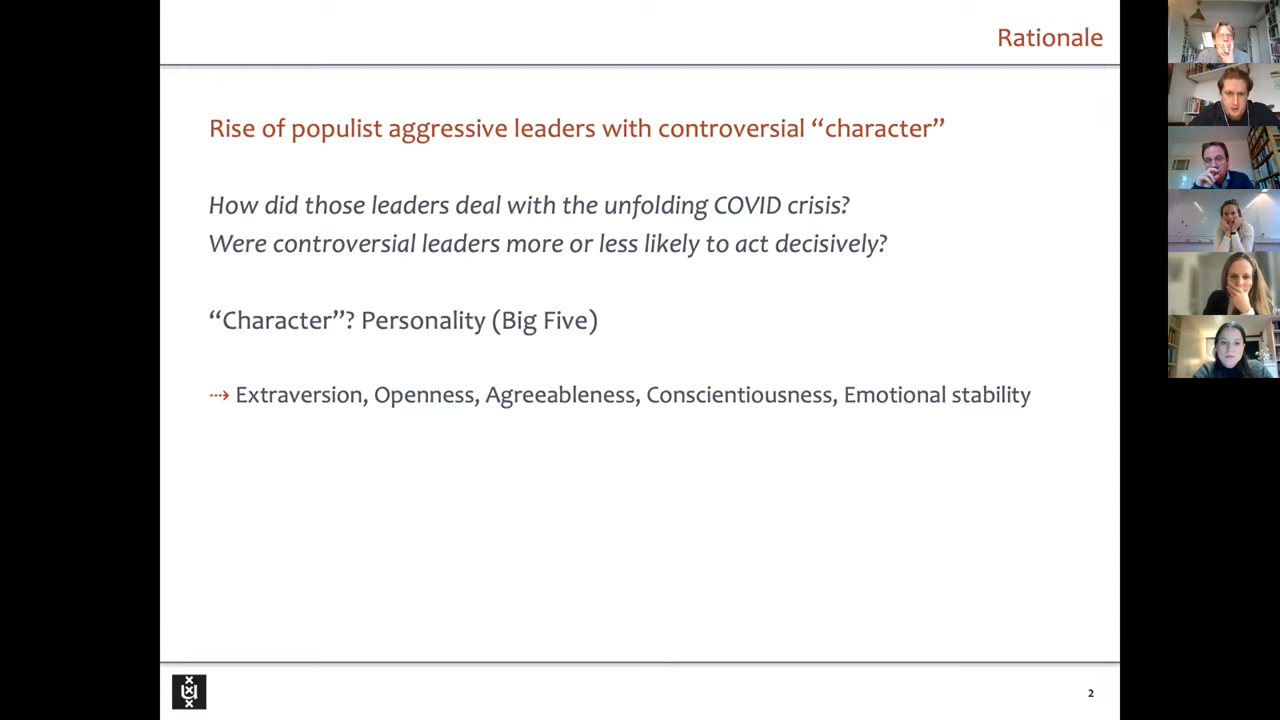 Rationale
Rise of populist aggressive leaders with controversial “character”
How did those leaders deal with the unfolding COVID crisis?
Were controversial leaders more or less likely to act decisively?
“Character”? Personality (Big Five)
⇢ Extraversion, Openness, Agreeableness, Conscientiousness, Emotional stability
2